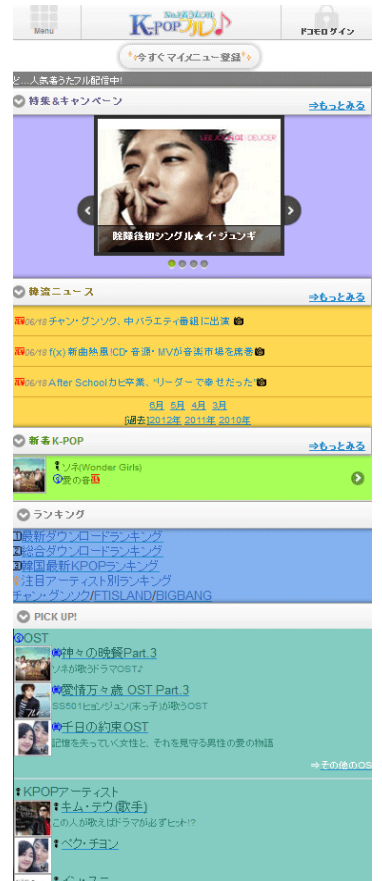 Menu
No.1音質にこだわる
K-POPフル
ドコモログイン
今すぐマイメニュー登録
ど...人気着うたフル配信中!
特集&キャンペーン
⇒もっとみる
LEE JOONGI DEUCER
除隊後初シングル★イ・ジュンギ
韓流ニュース
⇒もっとみる
06/18 チャン・グンソク、中バラエティ番組に出演
06/18 f(x)新曲熱風!CD・音源・MVが音楽市場を席巻
06/18 After Schoolカヒ卒業、"リーダーで幸せだった"
6月 5月 4月 3月
[過去]2012年 2011年 2010年
新着K-POP
⇒もっとみる
ソネ(Wonder Girls)
愛の音
ランキング
1最新ダウンロードランキング
2総合ダウンロードランキング
3韓国最新KPOPランキング
注目アーティスト別ランキング
チャン・グンソク/FTISLAND/BIGBANG
PICK UP!
OST
神々の晩餐Part.3
ソネが歌うドラマOST♪
愛情万々歳 OST Part.3
SS501ヒョンジュン(末っ子)が歌うOST
千日の約束OST
記憶を失っていく女性と、それを見守る男性の愛の物語
⇒その他のOS
KPOPアーティスト
キム・テウ(歌手)
この人が歌えばドラマが必ずヒット!?
ペク・チヨン